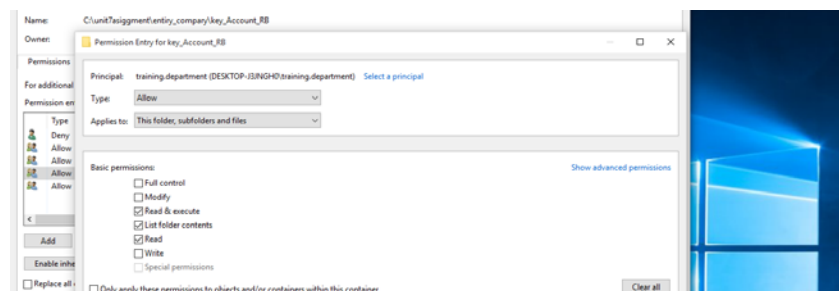 Name: C:\unit7asiggment\entiry_compary\key_Account_RB
Owner:
Permission Entry for key_Account_RB
Permissions
Principal: training.department (DESKTOP-J3JNGH0\training.department) Select a principal
For additional
Type: Allow
Permission en
Applies to: This folder, subfolders and files
Type
Deny
Allow
Allow
Allow
Allow
Basic permissions: Show advanced permissions
Full control
Modify
Read & execute
List folder contents
Read
Write
Special permissions
Add
Enable inhe
Replace all
Only apply these permissions to objects and/or containers within this container
Clear all